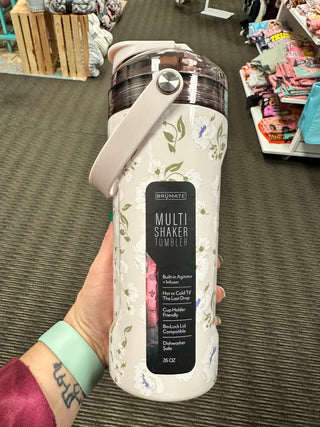 BRÜMATE
MULTI
SHAKER
TUMBLER
Built in Agitator
+ Infuser
Hot or Cold Til
The Last Drop
Cup Holder
Friendly
BevLock Lid
Compatible
Dishwasher
Safe
26 OZ